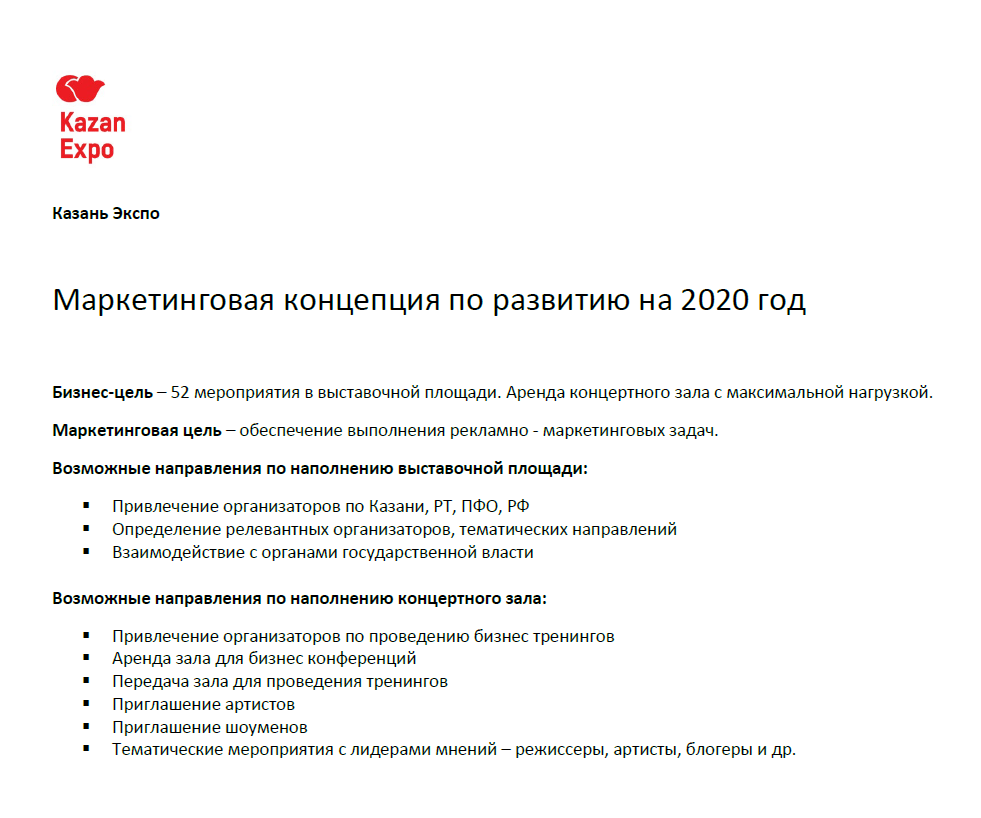 Kazan
Expo
Казань Экспо
Маркетинговая концепция по развитию на 2020 год
Бизнес-цель – 52 мероприятия в выставочной площади. Аренда концертного зала с максимальной нагрузкой.
Маркетинговая цель – обеспечение выполнения рекламно - маркетинговых задач.
Возможные направления по наполнению выставочной площади:
▪ Привлечение организаторов по Казани, РТ, ПФО, РФ
▪ Определение релевантных организаторов, тематических направлений
▪ Взаимодействие с органами государственной власти
Возможные направления по наполнению концертного зала:
▪ Привлечение организаторов по проведению бизнес тренингов
▪ Аренда зала для бизнес конференций
▪ Передача зала для проведения тренингов
▪ Приглашение артистов
▪ Приглашение шоуменов
▪ Тематические мероприятия с лидерами мнений – режиссеры, артисты, блогеры и др.